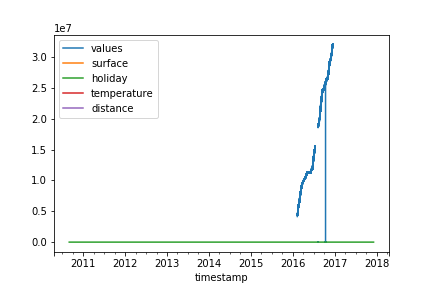 1e7
values
surface
holiday
temperature
distance
3.0
2.5
2.0
1.5
1.0
0.5
0.0
2011 2012 2013 2014 2015 2016 2017 2018
timestamp